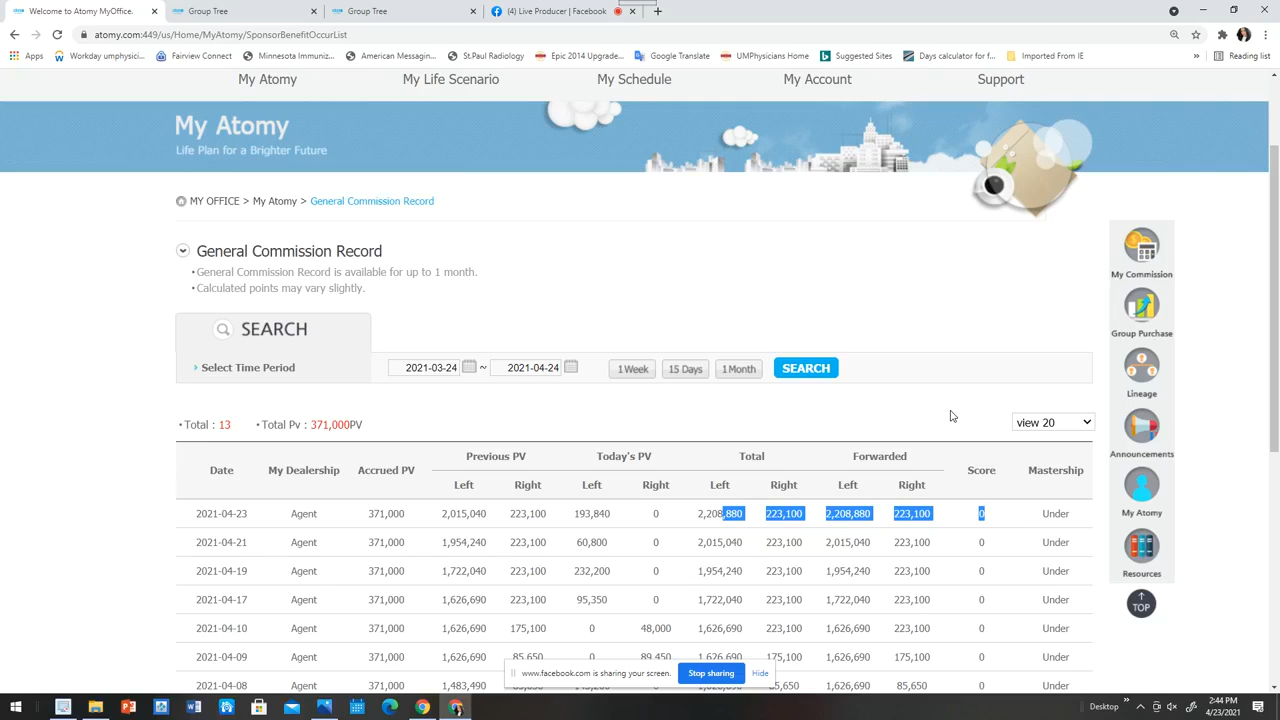 Welcome to Atomy MyOffice.
Group Tree
Group Tree
(4) Live Producer | Facebook
atomy.com:449/us/Home/MyAtomy/SponsorBenefitOccurList
Apps
Workday umphysici...
Fairview Connect
Minnesota Immuniz...
American Messagin...
St.Paul Radiology
Epic 2014 Upgrade...
Google Translate
UMPhysicians Home
Suggested Sites
Days calculator for f...
Imported From IE
Reading list
My Atomy My Life Scenario My Schedule My Account Support
My Atomy
Life Plan for a Brighter Future
MY OFFICE > My Atomy > General Commission Record
General Commission Record
•General Commission Record is available for up to 1 month.
•Calculated points may vary slightly.
SEARCH
Select Time Period 2021-03-24 ~ 2021-04-24 1Week 15 Days 1Month SEARCH
•Total : 13 •Total Pv : 371,000PV view 20
Date My Dealership Accrued PV Previous PV Today's PV Total Forwarded Score Mastership
Left Right Left Right Left Right Left Right
2021-04-23 Agent 371,000 2,015,040 223,100 193,840 0 2,208,880 223,100 2,208,880 223,100 0 Under
2021-04-21 Agent 371,000 1,954,240 223,100 60,800 0 2,015,040 223,100 2,015,040 223,100 0 Under
2021-04-19 Agent 371,000 1,722,040 223,100 232,200 0 1,954,240 223,100 1,954,240 223,100 0 Under
2021-04-17 Agent 371,000 1,626,690 223,100 95,350 0 1,722,040 223,100 1,722,040 223,100 0 Under
2021-04-10 Agent 371,000 1,626,690 175,100 0 48,000 1,626,690 223,100 1,626,690 223,100 0 Under
2021-04-09 Agent 371,000 1,626,690 85,650 0 89,450 1,626,690 175,100 1,626,690 175,100 0 Under
2021-04-08 Agent 371,000 1,483,490 85,650 1,626,690 85,650 0 Under
My Commission
Group Purchase
Lineage
Announcements
My Atomy
Resources
TOP
www.facebook.com is sharing your screen. Stop sharing Hide
Desktop
2:44 PM
4/23/2021